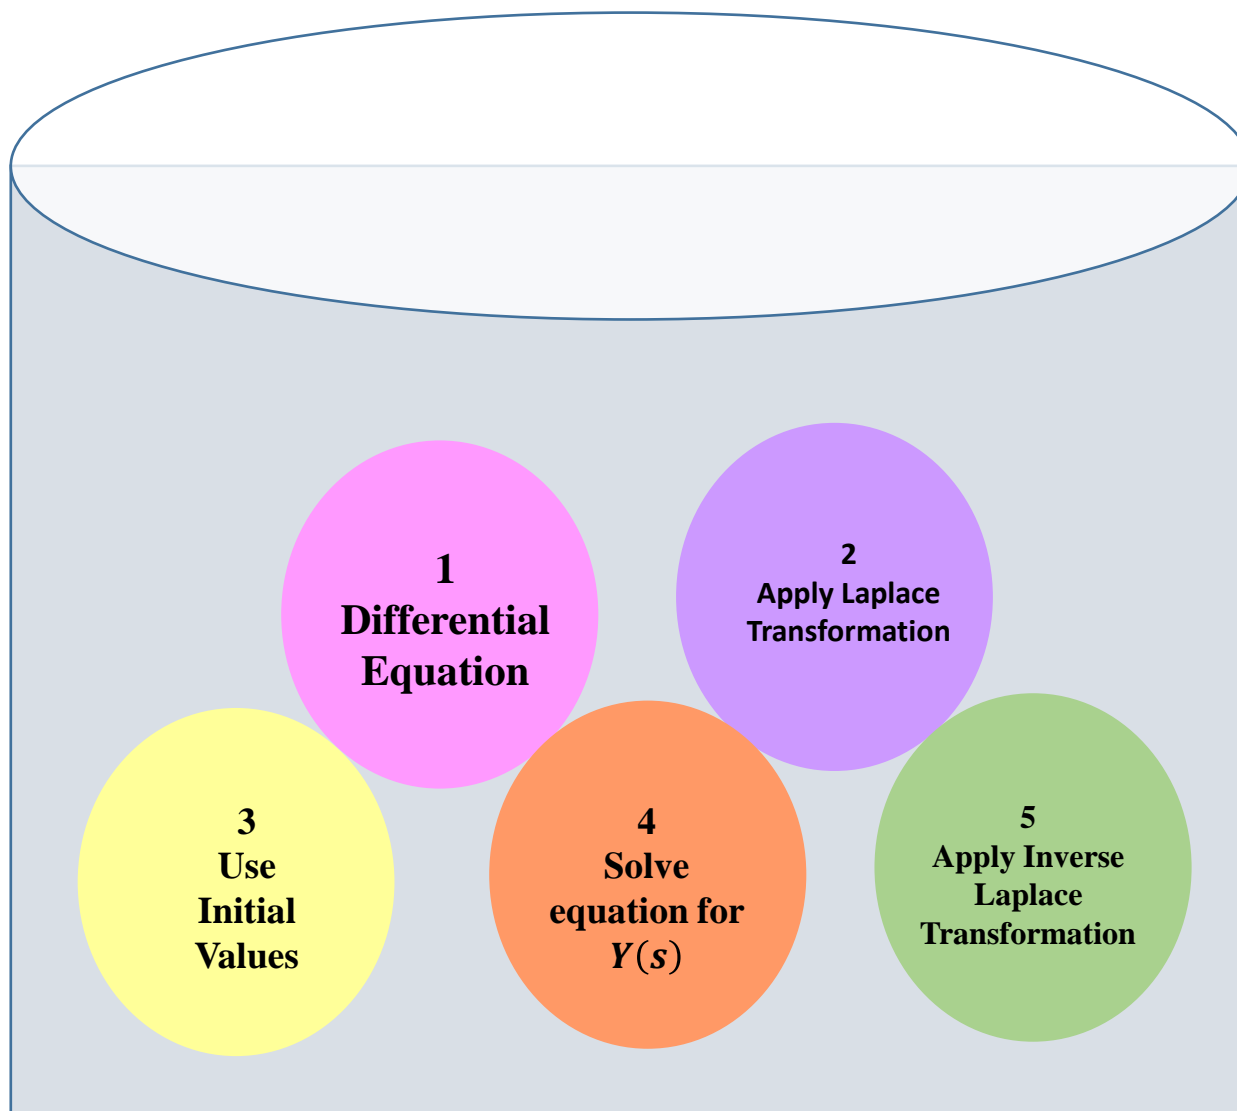 1
Differential
Equation
2
Apply Laplace
Transformation
3
Use
Initial
Values
4
Solve
equation for
Y(s)
5
Apply Inverse
Laplace
Transformation